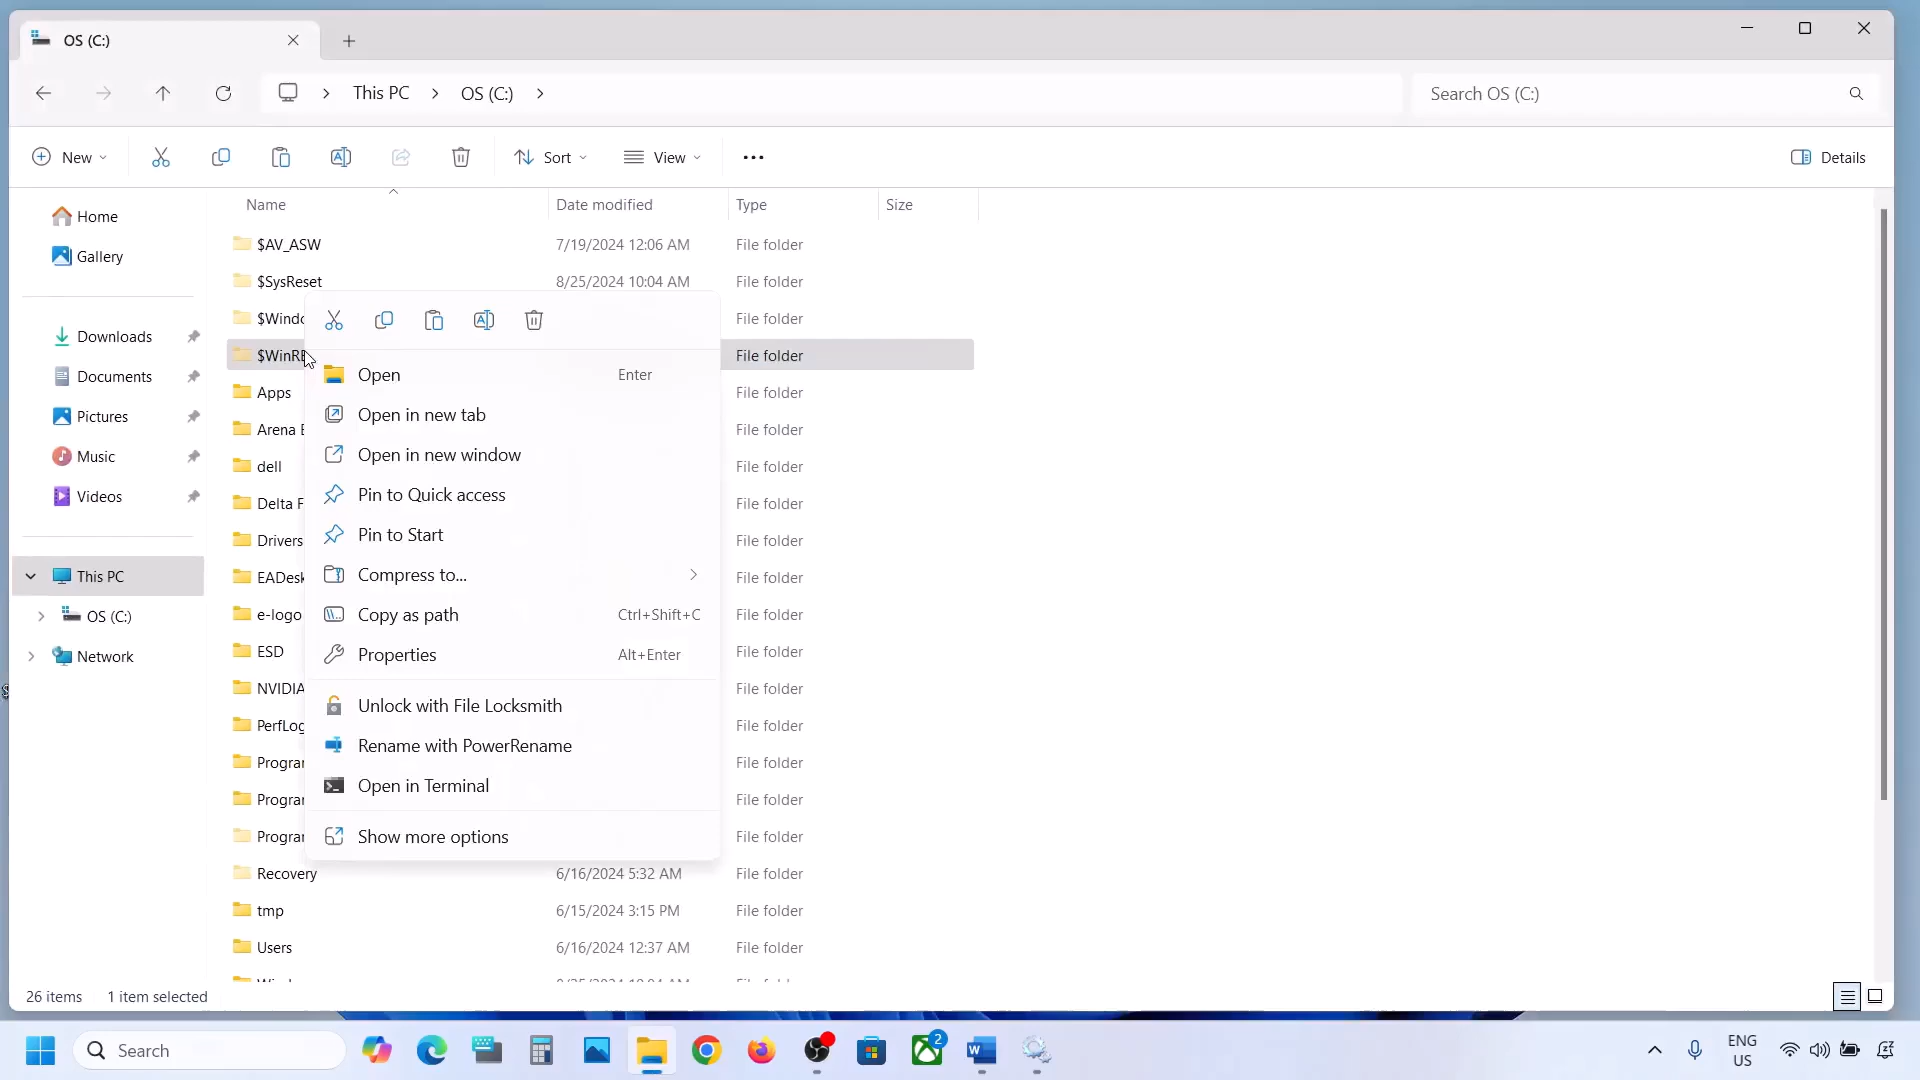 OS (C:)
This PC > OS (C:) >
Search OS (C:)
New
Sort
View
Details
Name
Date modified
Type
Size
Home
Gallery
Downloads
Documents
Pictures
Music
Videos
This PC
OS (C:)
Network
$AV_ASW 7/19/2024 12:06 AM File folder
$SysReset 8/25/2024 10:04 AM File folder
File folder
File folder
Apps File folder
Arena File folder
dell File folder
Delta File folder
Drivers File folder
File folder
e-logo File folder
ESD File folder
NVIDIA File folder
File folder
File folder
File folder
File folder
Recovery 6/16/2024 5:32 AM File folder
tmp 6/15/2024 3:15 PM File folder
Users 6/16/2024 12:37 AM File folder
Open Enter
Open in new tab
Open in new window
Pin to Quick access
Pin to Start
Compress to...
Copy as path Ctrl+Shift+C
Properties Alt+Enter
Unlock with File Locksmith
Rename with PowerRename
Open in Terminal
Show more options
26 items 1 item selected
Search
2
ENG
US